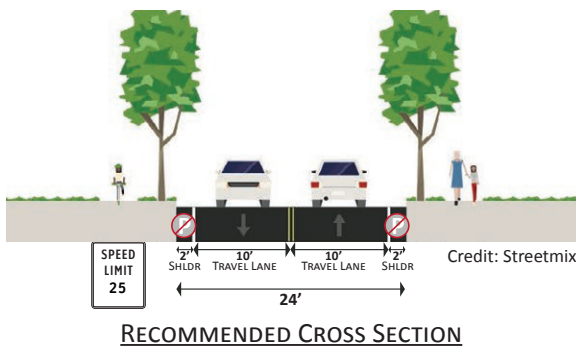 P
P
SPEED
LIMIT
25
2'
SHLDR
10'
TRAVEL LANE
10'
TRAVEL LANE
2'
SHLDR
Credit: Streetmix
24'
RECOMMENDED CROSS SECTION